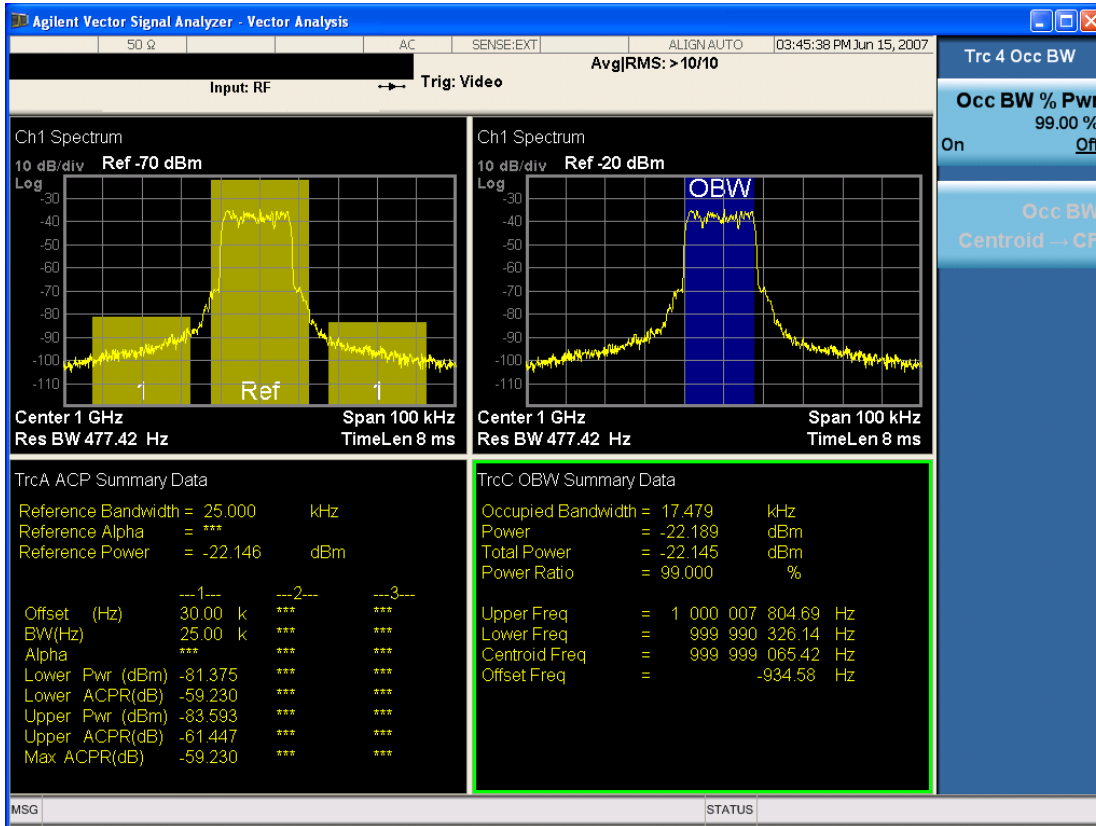 Agilent Vector Signal Analyzer - Vector Analysis
50 Ω AC SENSE:EXT ALIGN AUTO 03:45:38 PM Jun 15, 2007
Avg|RMS: >10/10
Input: RF Trig: Video
Trc 4 Occ BW
Occ BW % Pwr
99.00 %
On Off
Occ BW
Centroid → CF
Ch1 Spectrum
10 dB/div Ref -70 dBm
Log
-30
-40
-50
-60
-70
-80
-90
-100
-110
1 Ref 1
Center 1 GHz Span 100 kHz
Res BW 477.42 Hz TimeLen 8 ms
Ch1 Spectrum
10 dB/div Ref -20 dBm
Log
OBW
-30
-40
-50
-60
-70
-80
-90
-100
-110
Center 1 GHz Span 100 kHz
Res BW 477.42 Hz TimeLen 8 ms
TrcA ACP Summary Data
Reference Bandwidth = 25.000 kHz
Reference Alpha = ***
Reference Power = -22.146 dBm
---1--- ---2--- ---3---
Offset (Hz) 30.00 k *** ***
BW(Hz) 25.00 k *** ***
Alpha *** *** ***
Lower Pwr (dBm) -81.375 *** ***
Lower ACPR(dB) -59.230 *** ***
Upper Pwr (dBm) -83.593 *** ***
Upper ACPR(dB) -61.447 *** ***
Max ACPR(dB) -59.230 *** ***
TrcC OBW Summary Data
Occupied Bandwidth = 17.479 kHz
Power = -22.189 dBm
Total Power = -22.145 dBm
Power Ratio = 99.000 %
Upper Freq = 1 000 007 804.69 Hz
Lower Freq = 999 990 326.14 Hz
Centroid Freq = 999 999 065.42 Hz
Offset Freq = -934.58 Hz
MSG STATUS